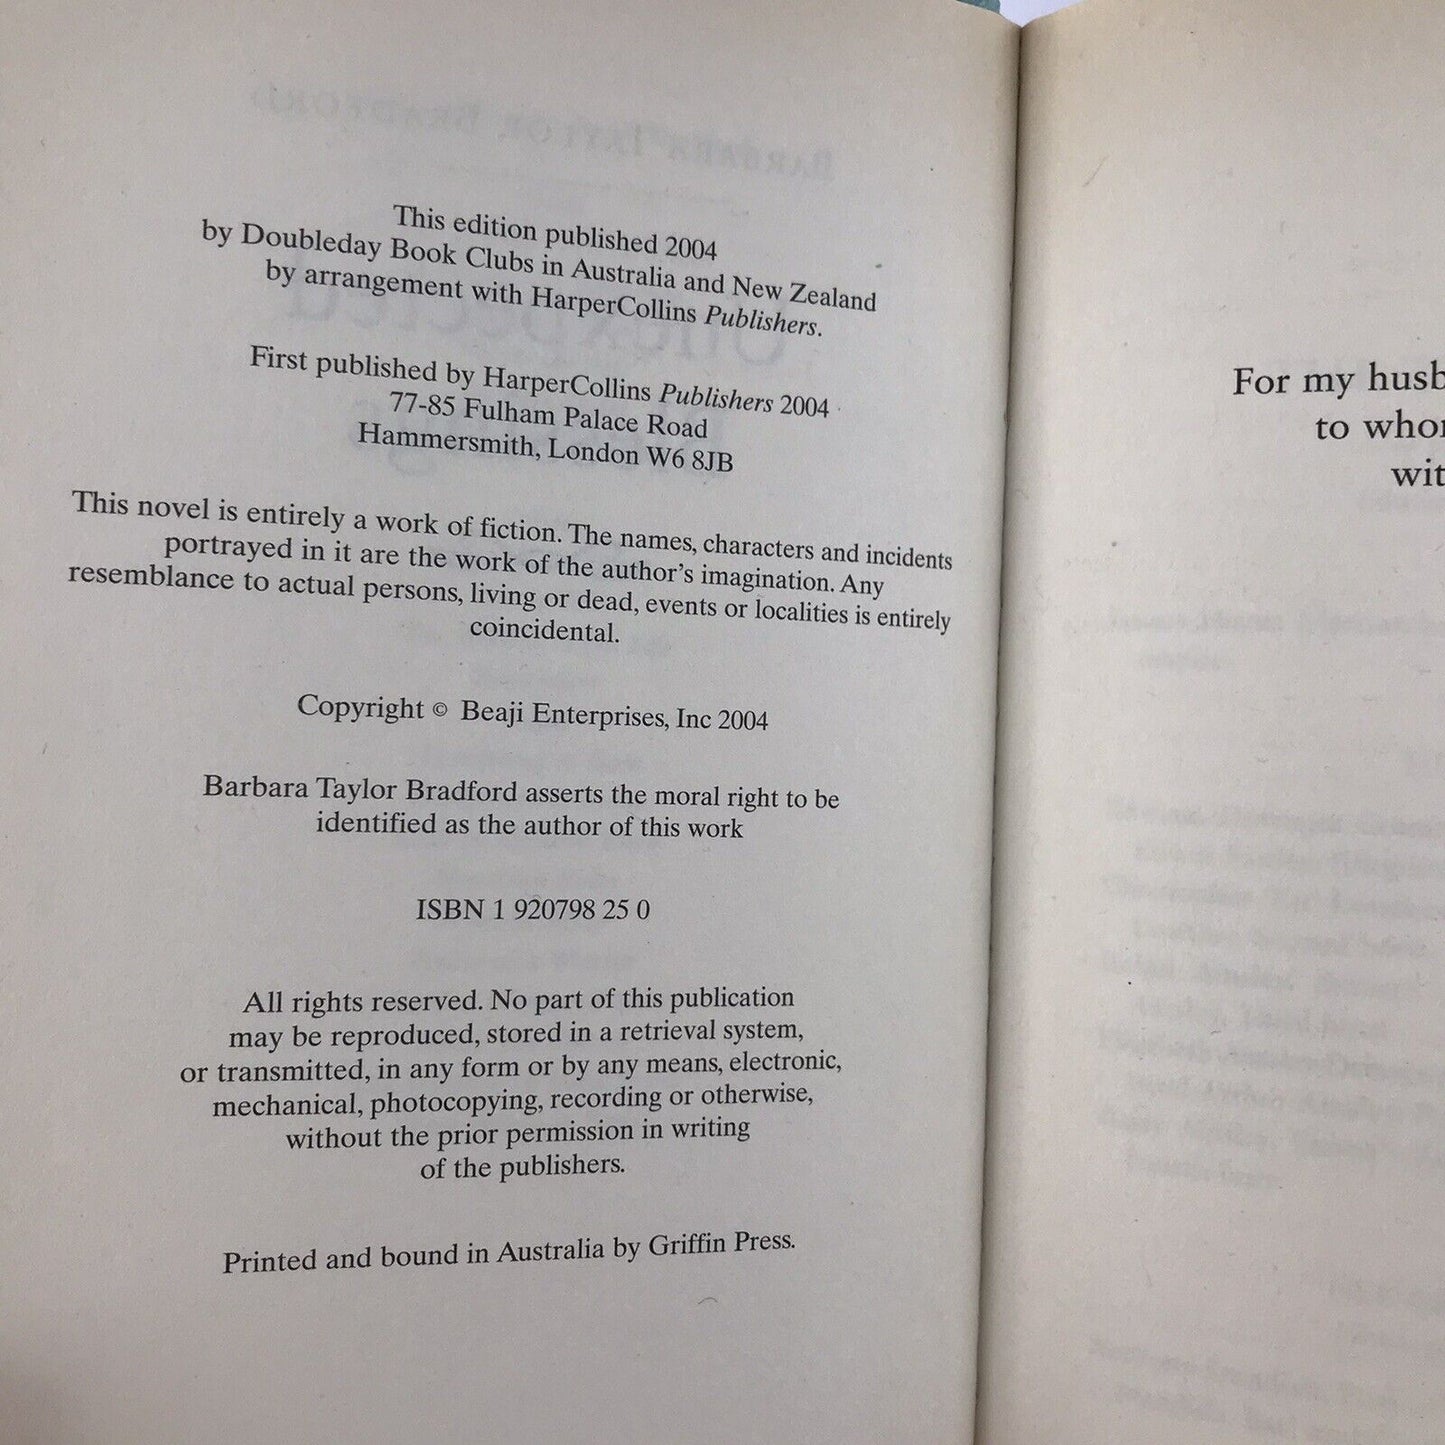 This edition published 2004
by Doubleday Book Clubs in Australia and New Zealand
by arrangement with HarperCollins Publishers.
First published by HarperCollins Publishers 2004
77-85 Fulham Palace Road
Hammersmith, London W6 8JB
This novel is entirely a work of fiction. The names, characters and incidents
portrayed in it are the work of the author's imagination. Any
resemblance to actual persons, living or dead, events or localities is entirely
coincidental.
Copyright © Beaji Enterprises, Inc 2004
Barbara Taylor Bradford asserts the moral right to be
identified as the author of this work
ISBN 1 920798 25 0
All rights reserved. No part of this publication
may be reproduced, stored in a retrieval system,
or transmitted, in any form or by any means, electronic,
mechanical, photocopying, recording or otherwise,
without the prior permission in writing
of the publishers.
Printed and bound in Australia by Griffin Press.
For my husb
to whom
wit